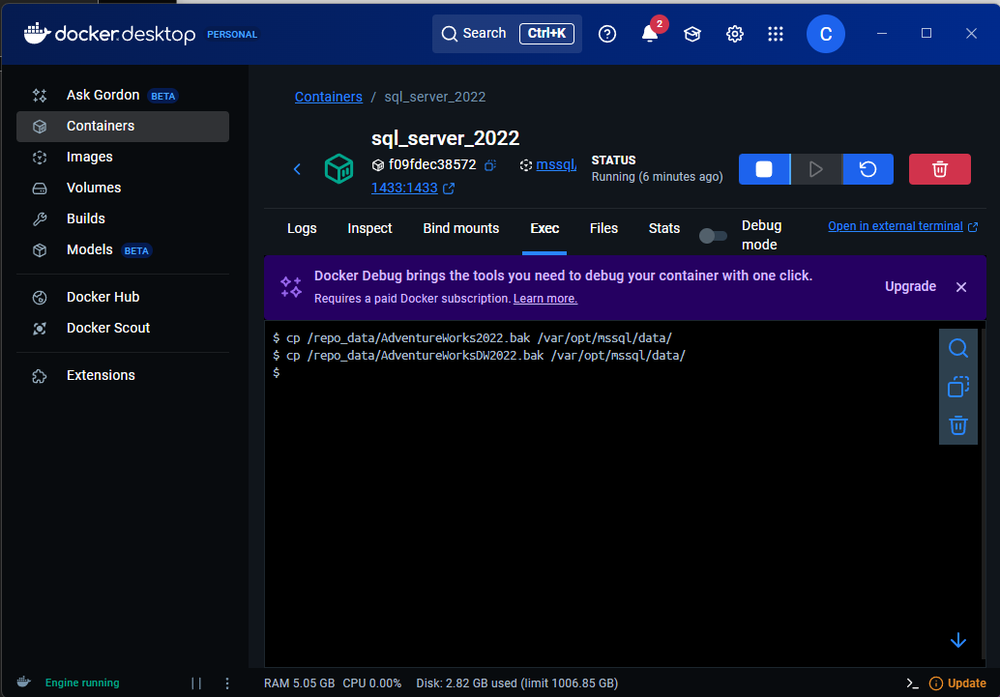 docker.desktop PERSONAL Search Ctrl+K 2 C
Ask Gordon BETA
Containers
Images
Volumes
Builds
Models BETA
Docker Hub
Docker Scout
Extensions
Containers / sql_server_2022
sql_server_2022
f09fdec38572 mssql/
1433:1433
STATUS
Running (6 minutes ago)
Logs Inspect Bind mounts Exec Files Stats Debug mode Open in external terminal
Docker Debug brings the tools you need to debug your container with one click.
Requires a paid Docker subscription. Learn more.
Upgrade
$ cp /repo_data/AdventureWorks2022.bak /var/opt/mssql/data/
$ cp /repo_data/AdventureWorksDW2022.bak /var/opt/mssql/data/
$
Engine running RAM 5.05 GB CPU 0.00% Disk: 2.82 GB used (limit 1006.85 GB) >_ Update